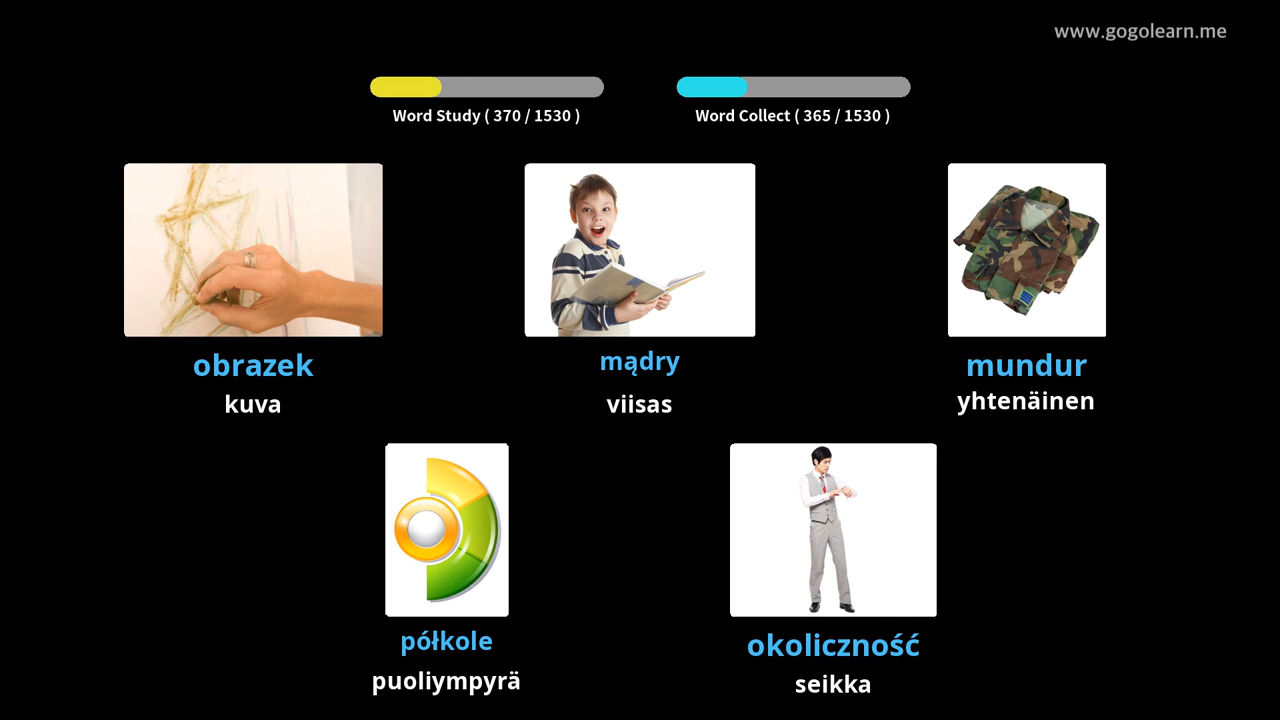 www.gogolearn.me
Word Study ( 370 / 1530 )
Word Collect ( 365 / 1530 )
obrazek
kuva
mądry
viisas
mundur
yhtenäinen
półkole
puoliympyrä
okoliczność
seikka